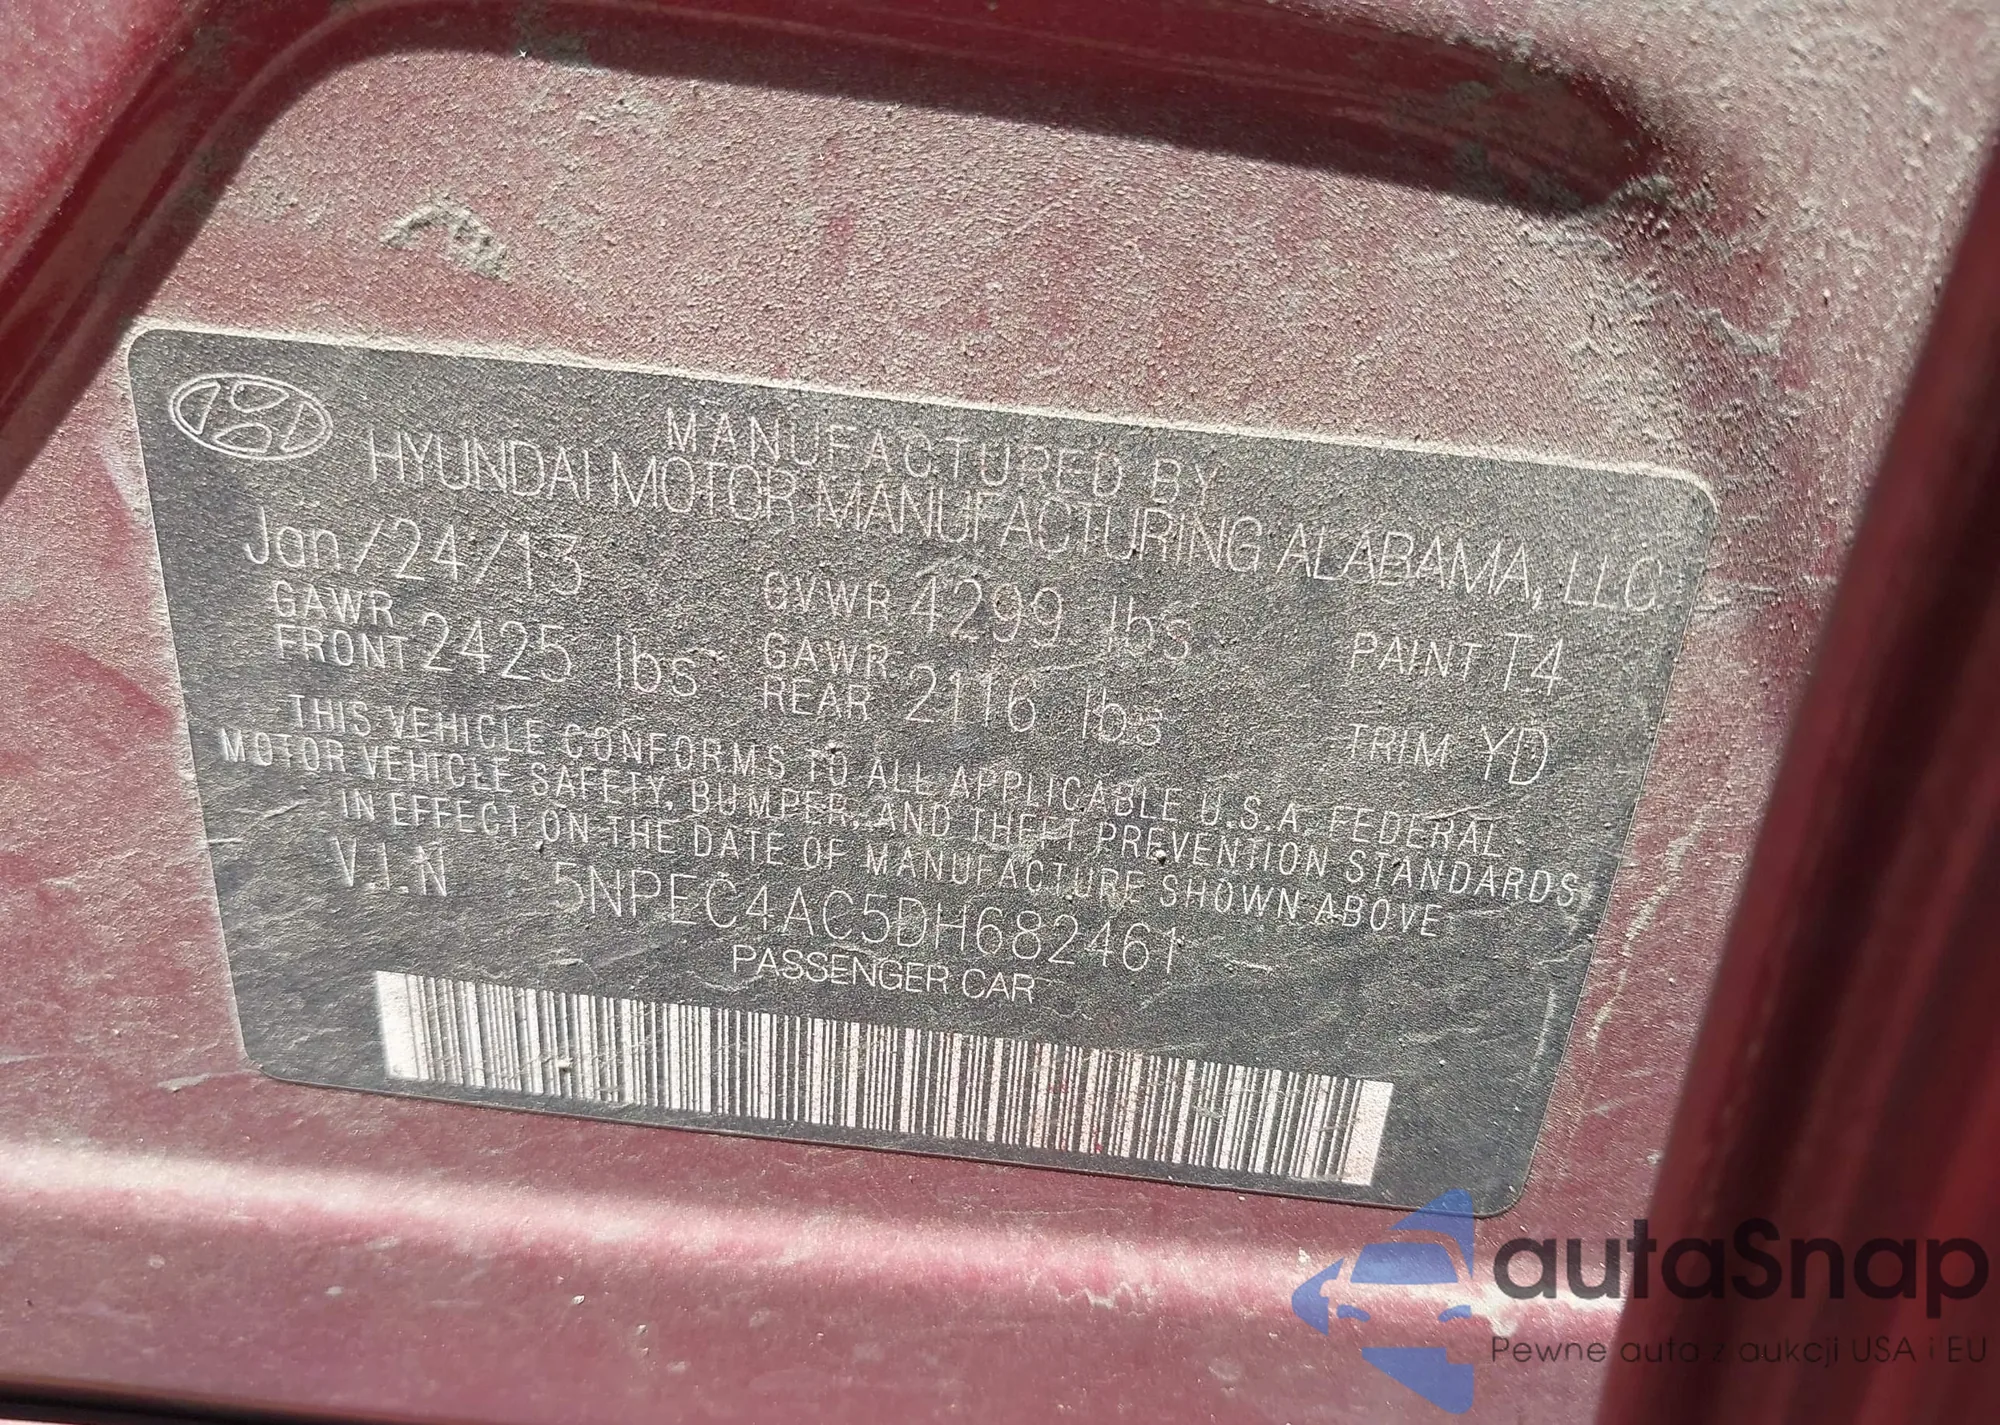 MANUFACTURED BY
HYUNDAI MOTOR MANUFACTURING ALABAMA, LLC
Jan/24/13
GVWR 4299 lbs
PAINT T4
GAWR FRONT 2425 lbs
GAWR REAR 2116 lbs
TRIM YD
THIS VEHICLE CONFORMS TO ALL APPLICABLE U.S.A. FEDERAL
MOTOR VEHICLE SAFETY, BUMPER, AND THEFT PREVENTION STANDARDS
IN EFFECT ON THE DATE OF MANUFACTURE SHOWN ABOVE
V.I.N 5NPEC4AC5DH682461
PASSENGER CAR
autaSnap
Pewne auta z aukcji USA i EU